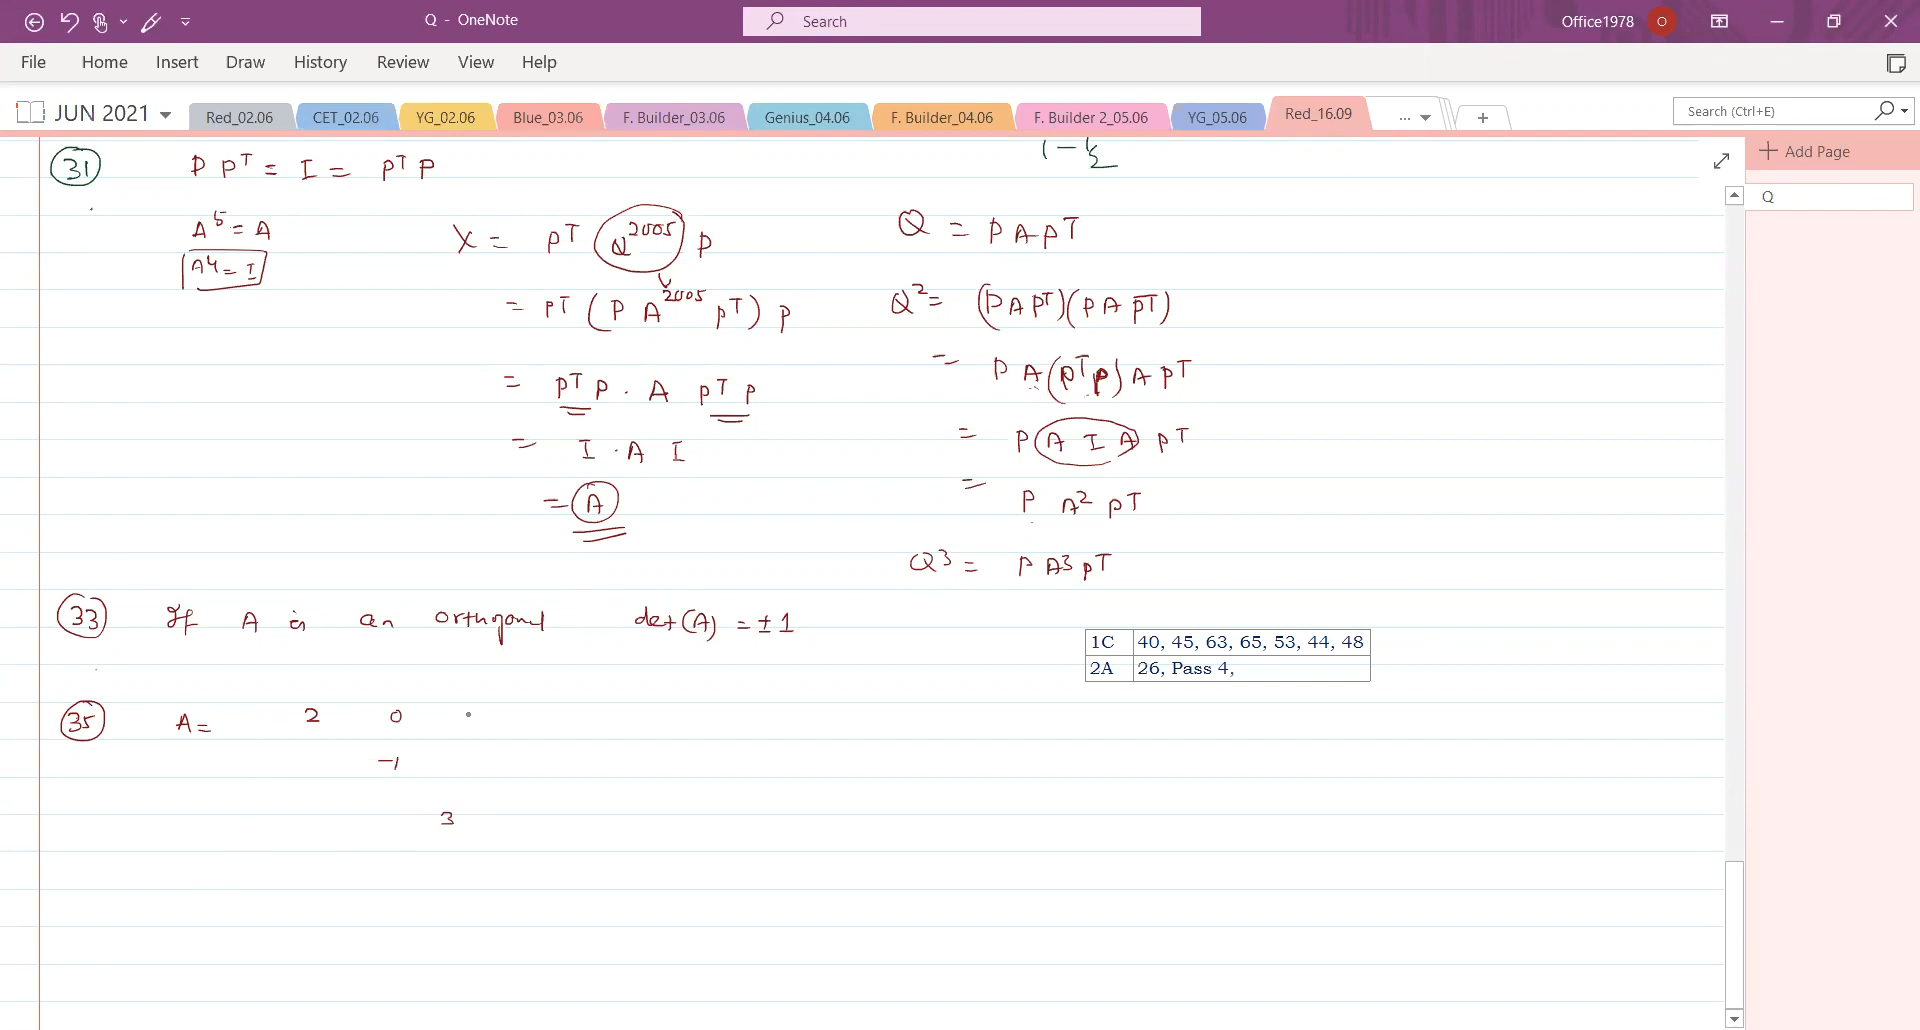 Q - OneNote
Search
Office1978 O
File Home Insert Draw History Review View Help
JUN 2021
Red_02.06 CET_02.06 YG_02.06 Blue_03.06 F. Builder_03.06 Genius_04.06 F. Builder_04.06 F. Builder 2_05.06 YG_05.06 Red_16.09 ... +
Search (Ctrl+E)
Add Page
Q
31 P P^T = I = P^T P
A^5 = A
A^4 = I
X = P^T Q^2005 P
= P^T (P A^2005 P^T) P
= P^T P . A P^T P
= I . A I
= A
Q = P A P^T
Q^2 = (P A P^T)(P A P^T)
= P A (P^T P) A P^T
= P A I A P^T
= P A^2 P^T
Q^3 = P A^3 P^T
33 If A is an orthogonal det(A) = ± 1
1C 40, 45, 63, 65, 53, 44, 48
2A 26, Pass 4,
35 A = 2 0
-1
3